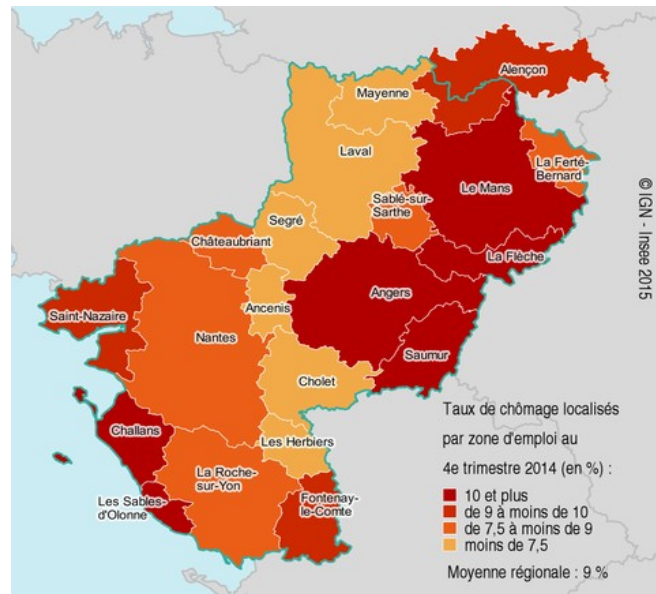 Alençon
Mayenne
Laval
La Ferté-
Bernard
Le Mans
Sablé-sur-
Sarthe
Segré
Châteaubriant
La Flèche
Angers
Ancenis
Saint-Nazaire
Nantes
Saumur
Cholet
Challans
Les Herbiers
La Roche-
sur-Yon
Les Sables-
d'Olonne
Fontenay-
le-Comte
© IGN - Insee 2015
Taux de chômage localisés
par zone d'emploi au
4e trimestre 2014 (en %) :
10 et plus
de 9 à moins de 10
de 7,5 à moins de 9
moins de 7,5
Moyenne régionale : 9 %